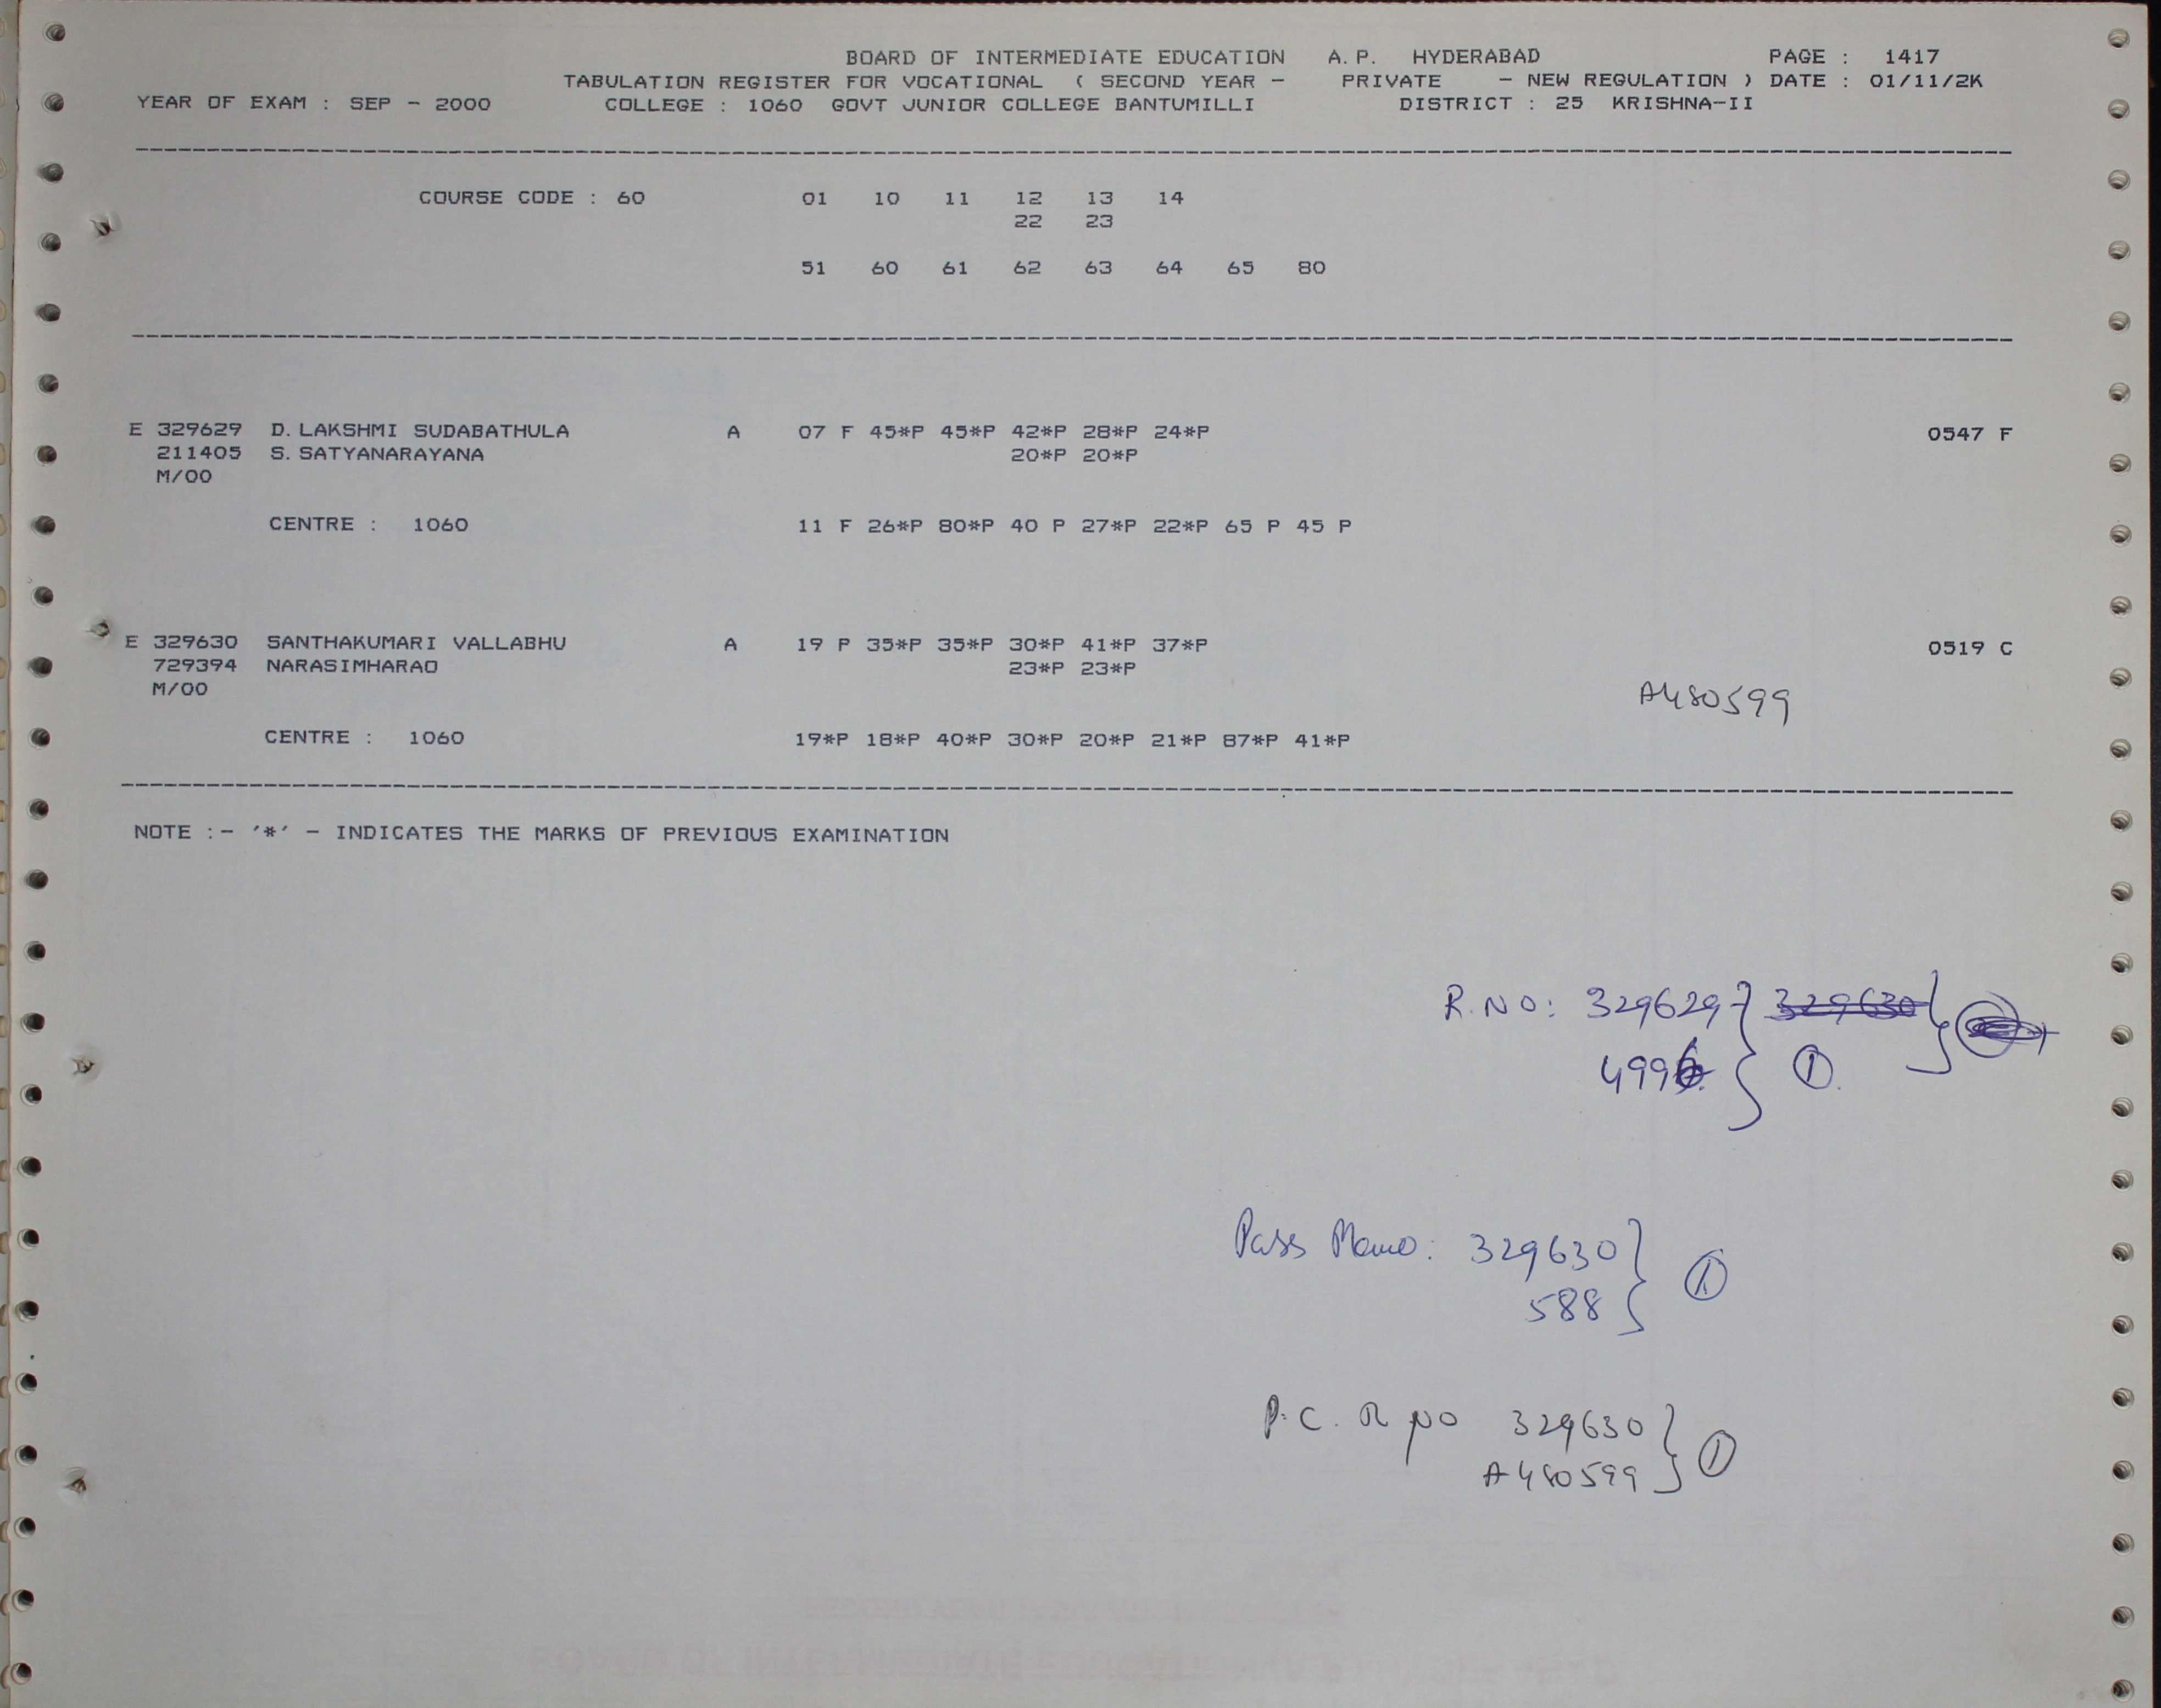 BOARD OF INTERMEDIATE EDUCATION A.P. HYDERABAD PAGE : 1417
TABULATION REGISTER FOR VOCATIONAL ( SECOND YEAR - PRIVATE - NEW REGULATION ) DATE : 01/11/2K
YEAR OF EXAM : SEP - 2000 COLLEGE : 1060 GOVT JUNIOR COLLEGE BANTUMILLI DISTRICT : 25 KRISHNA-II
COURSE CODE : 60 01 10 11 12 13 14
22 23
51 60 61 62 63 64 65 80
E 329629 D.LAKSHMI SUDABATHULA A 07 F 45*P 45*P 42*P 28*P 24*P 0547 F
211405 S.SATYANARAYANA 20*P 20*P
M/00
CENTRE : 1060 11 F 26*P 80*P 40 P 27*P 22*P 65 P 45 P
E 329630 SANTHAKUMARI VALLABHU A 19 P 35*P 35*P 30*P 41*P 37*P 0519 C
729394 NARASIMHARAO 23*P 23*P
M/00
A480599
CENTRE : 1060 19*P 18*P 40*P 30*P 20*P 21*P 87*P 41*P
NOTE :- '*' - INDICATES THE MARKS OF PREVIOUS EXAMINATION
R.NO: 329629 329630
1
Pass Memo: 329630
588 1
P.C. R NO 329630
A480599 1